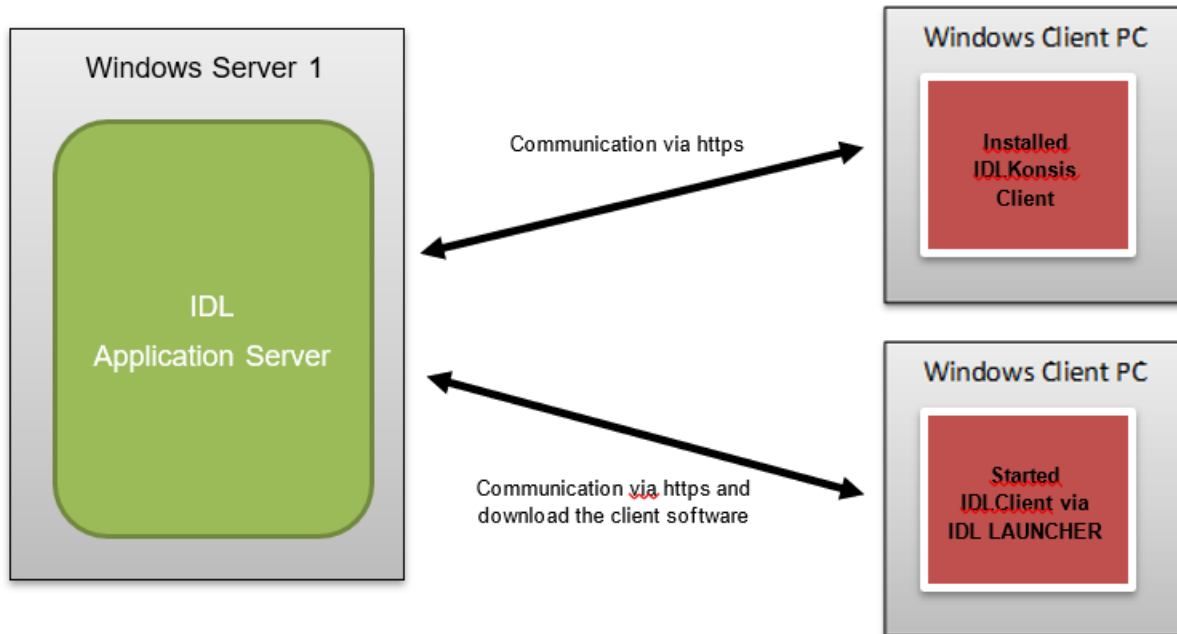 Windows Server 1
IDL
Application Server
Communication via https
Communication via https and
download the client software
Windows Client PC
Installed
IDLKonsis
Client
Windows Client PC
Started
IDLClient via
IDL LAUNCHER